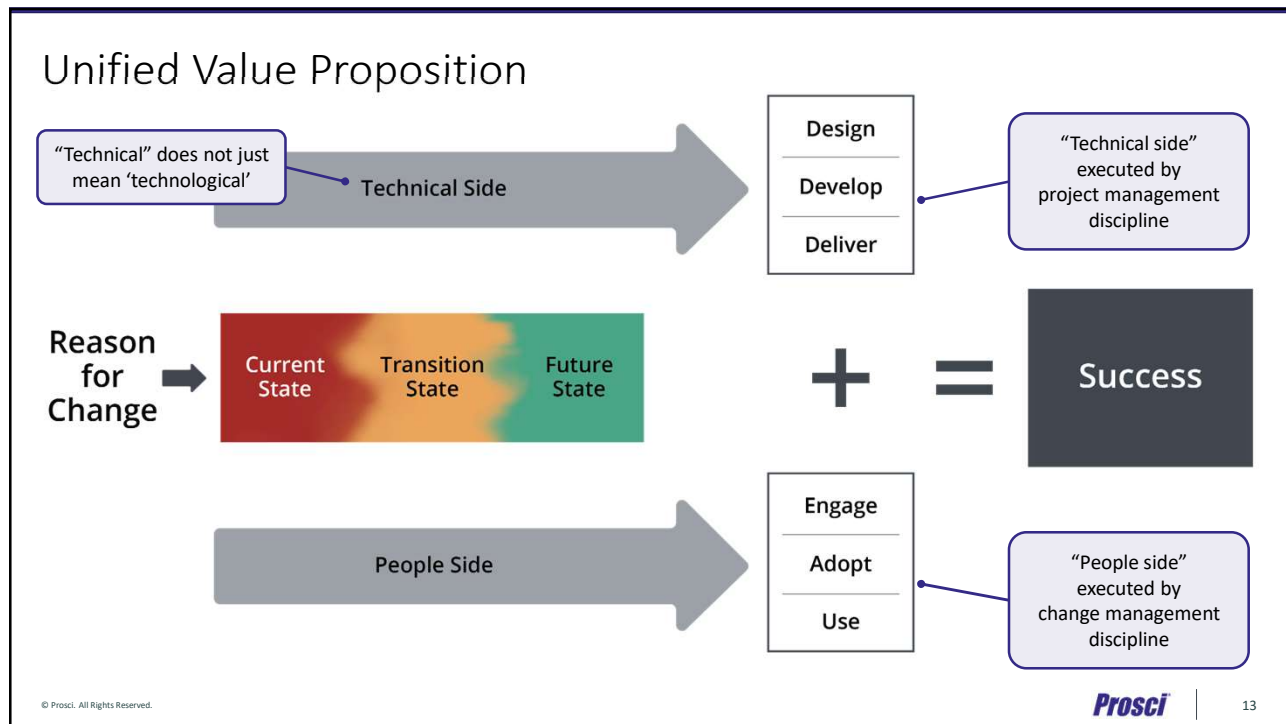 Unified Value Proposition
“Technical” does not just
mean ‘technological’
Technical Side
Design
Develop
Deliver
“Technical side”
executed by
project management
discipline
Reason
for
Change
Current
State
Transition
State
Future
State
+
=
Success
People Side
Engage
Adopt
Use
“People side”
executed by
change management
discipline
© Prosci. All Rights Reserved.
Prosci
13